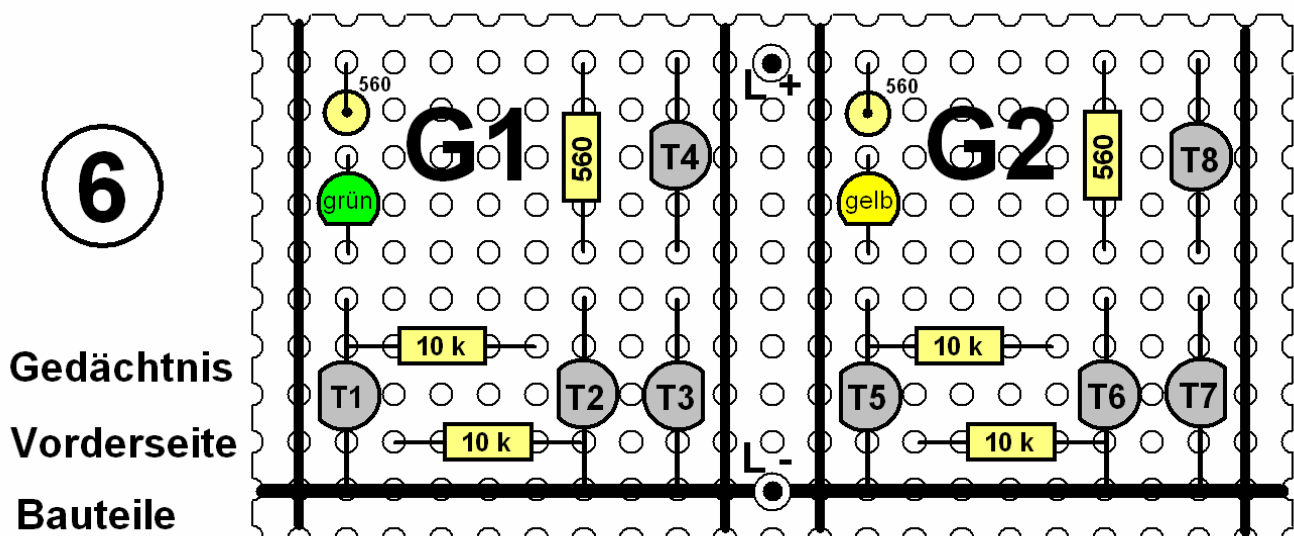 6
Gedächtnis
Vorderseite
Bauteile
560
G1
grün
560
T4
10 k
T1
T2
T3
10 k
L +
L -
560
G2
gelb
560
T8
10 k
T5
T6
T7
10 k